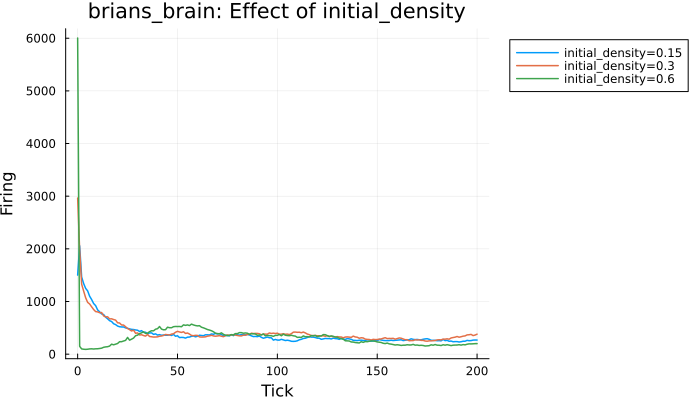 brians_brain: Effect of initial_density
initial_density=0.15
initial_density=0.3
initial_density=0.6
6000
5000
4000
3000
2000
1000
0
Firing
0 50 100 150 200
Tick